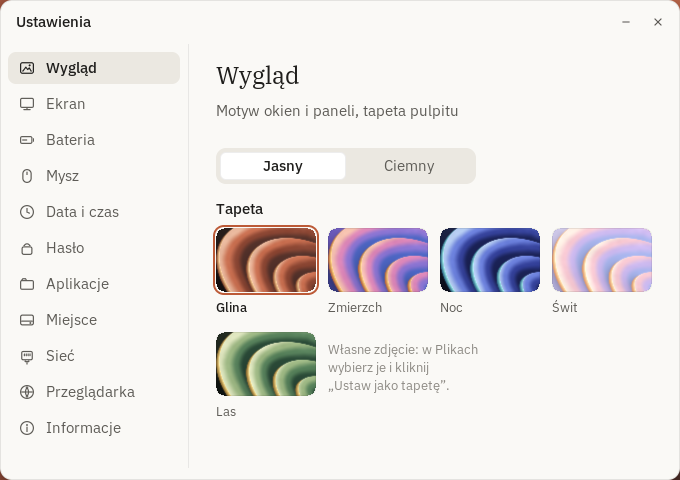 Ustawienia
Wygląd
Ekran
Bateria
Mysz
Data i czas
Hasło
Aplikacje
Miejsce
Sieć
Przeglądarka
Informacje
Wygląd
Motyw okien i paneli, tapeta pulpitu
Jasny
Ciemny
Tapeta
Glina
Zmierzch
Noc
Świt
Las
Własne zdjęcie: w Plikach
wybierz je i kliknij
„Ustaw jako tapetę”.